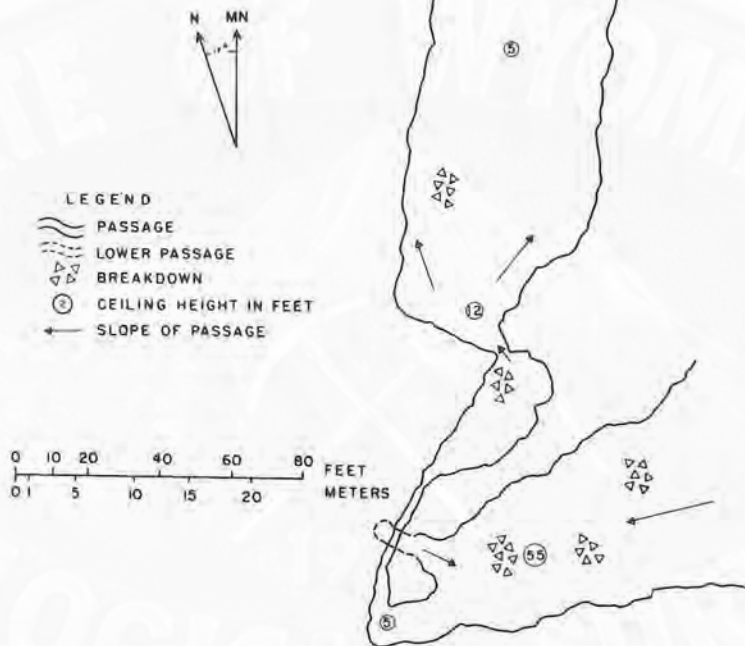 N MN
5
LEGEND
PASSAGE
LOWER PASSAGE
BREAKDOWN
2 CEILING HEIGHT IN FEET
SLOPE OF PASSAGE
12
0 10 20 40 60 80 FEET
0 1 5 10 15 20 METERS
55
5